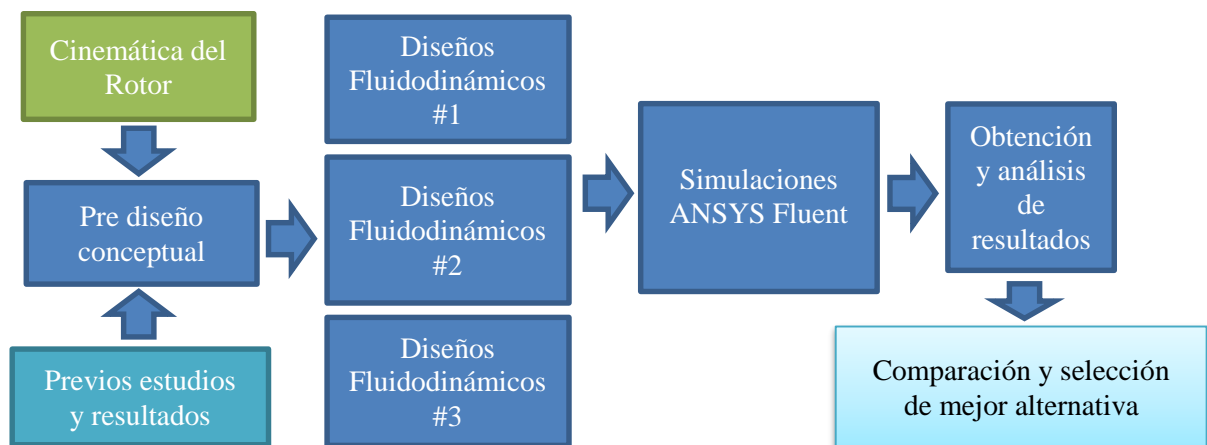 Cinemática del
Rotor
Pre diseño
conceptual
Previos estudios
y resultados
Diseños
Fluidodinámicos
#1
Diseños
Fluidodinámicos
#2
Diseños
Fluidodinámicos
#3
Simulaciones
ANSYS Fluent
Obtención
y análisis
de
resultados
Comparación y selección
de mejor alternativa